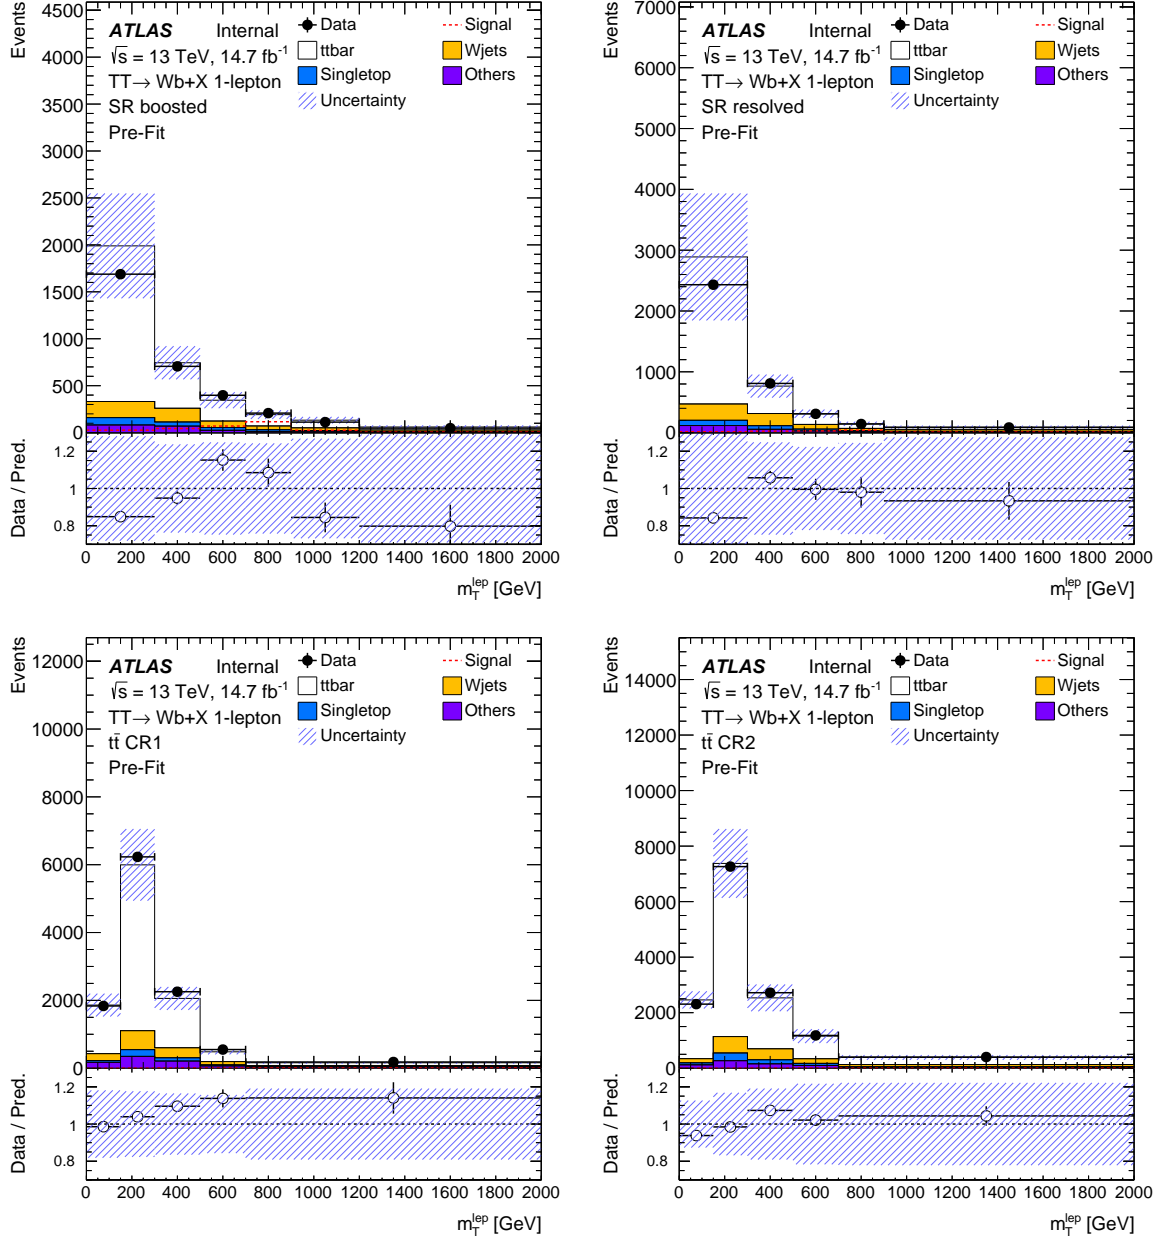 Events
4500
4000
3500
3000
2500
2000
1500
1000
500
0
ATLAS Internal
√s = 13 TeV, 14.7 fb⁻¹
TT→ Wb+X 1-lepton
SR boosted
Pre-Fit
Data Signal
ttbar Wjets
Singletop Others
Uncertainty
Data / Pred.
1.2
1
0.8
0 200 400 600 800 1000 1200 1400 1600 1800 2000
m_T^lep [GeV]
Events
7000
6000
5000
4000
3000
2000
1000
0
ATLAS Internal
√s = 13 TeV, 14.7 fb⁻¹
TT→ Wb+X 1-lepton
SR resolved
Pre-Fit
Data Signal
ttbar Wjets
Singletop Others
Uncertainty
Data / Pred.
1.2
1
0.8
0 200 400 600 800 1000 1200 1400 1600 1800 2000
m_T^lep [GeV]
Events
12000
10000
8000
6000
4000
2000
0
ATLAS Internal
√s = 13 TeV, 14.7 fb⁻¹
TT→ Wb+X 1-lepton
tt̄ CR1
Pre-Fit
Data Signal
ttbar Wjets
Singletop Others
Uncertainty
Data / Pred.
1.2
1
0.8
0 200 400 600 800 1000 1200 1400 1600 1800 2000
m_T^lep [GeV]
Events
14000
12000
10000
8000
6000
4000
2000
0
ATLAS Internal
√s = 13 TeV, 14.7 fb⁻¹
TT→ Wb+X 1-lepton
tt̄ CR2
Pre-Fit
Data Signal
ttbar Wjets
Singletop Others
Uncertainty
Data / Pred.
1.2
1
0.8
0 200 400 600 800 1000 1200 1400 1600 1800 2000
m_T^lep [GeV]